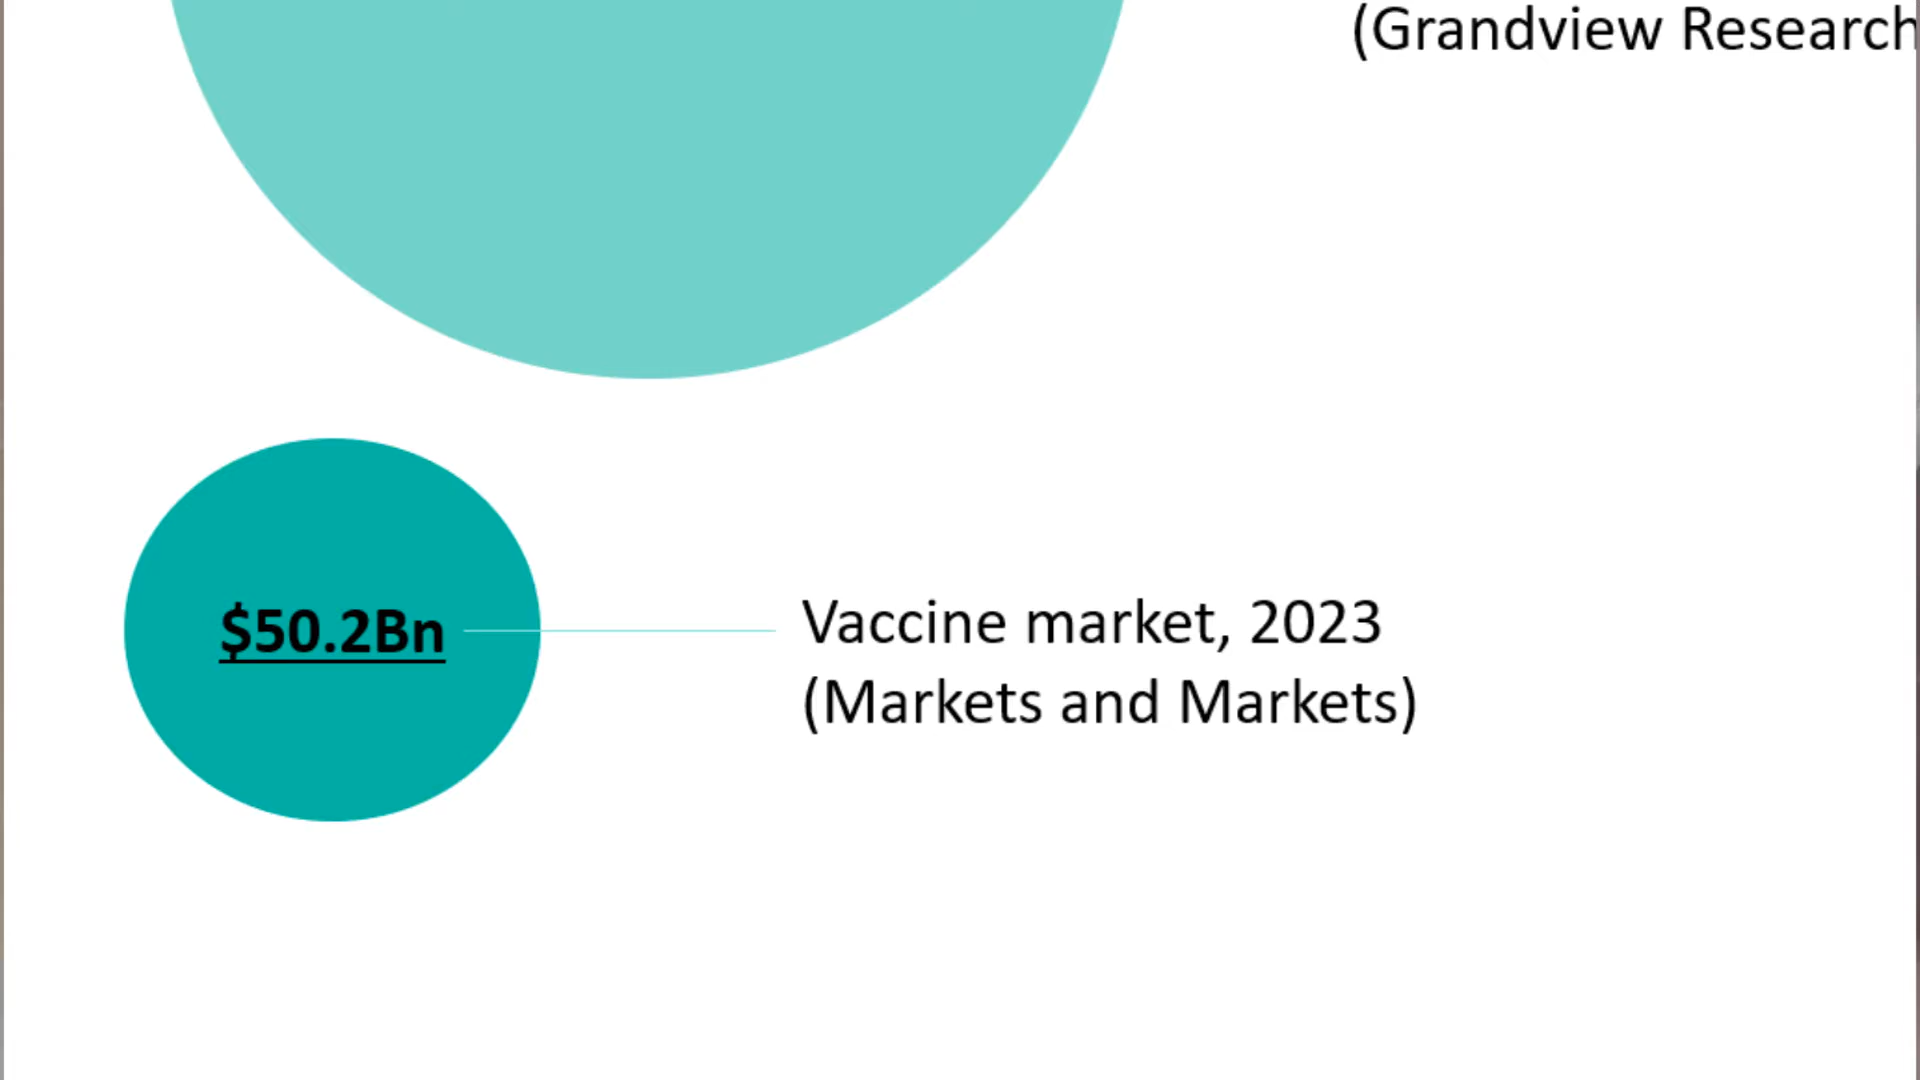 (Grandview Research
$50.2Bn
Vaccine market, 2023
(Markets and Markets)